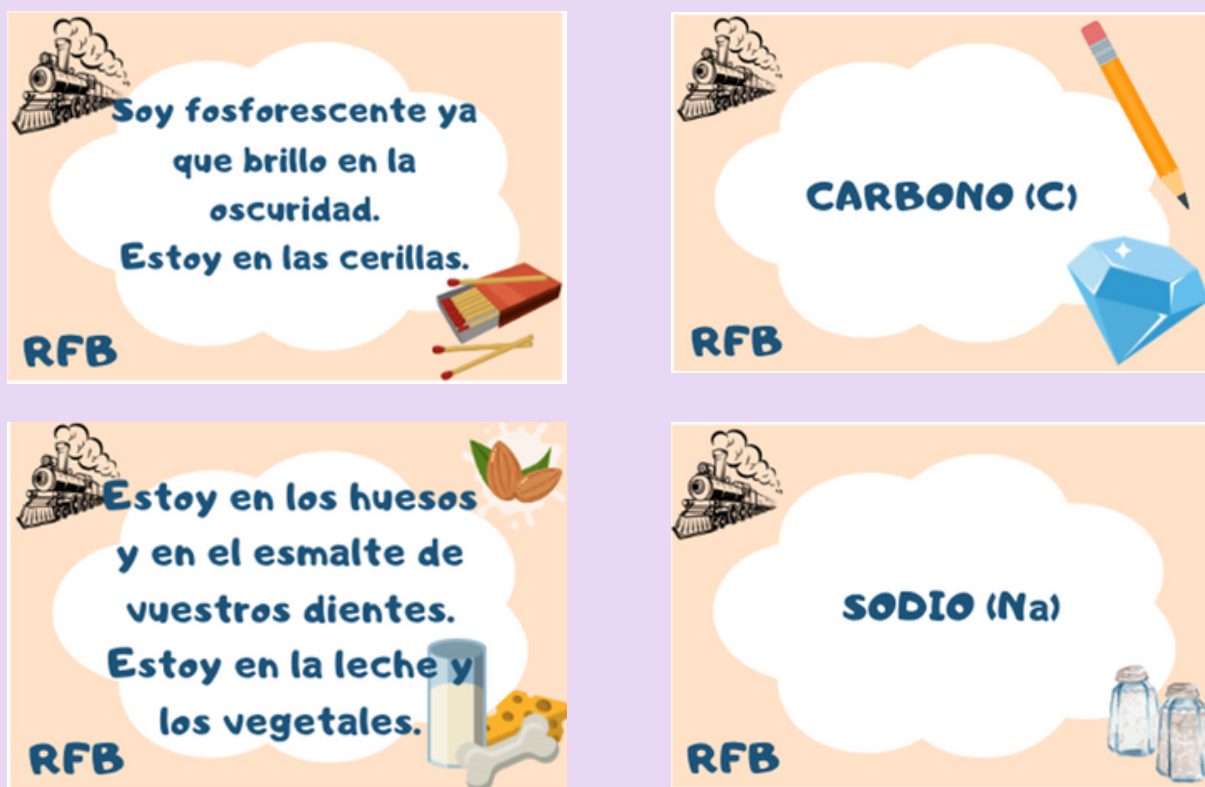 Soy fosforescente ya
que brillo en la
oscuridad.
Estoy en las cerillas.
RFB
CARBONO (C)
RFB
Estoy en los huesos
y en el esmalte de
vuestros dientes.
Estoy en la leche y
los vegetales.
RFB
SODIO (Na)
RFB